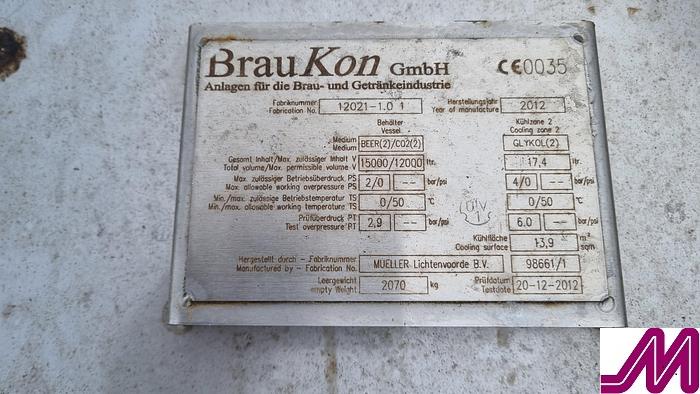 BrauKon GmbH CE0035
Anlagen für die Brau- und Getränkeindustrie
Fabriknummer 12021-1.0 1 Herstellungsjahr 2012
Fabrication No. Year of manufacture
Behälter Kühlzone 2
Vessel Cooling zone 2
Medium BEER(2)/CO2(2) GLYKOL(2)
Medium
Gesamt Inhalt/Max. zulässiger Inhalt V 15000/12000 ltr. 17,4 ltr.
Total volume/Max. permissible volume
Max. zulässiger Betriebsüberdruck PS 2/0 -- bar/psi 4/0 -- bar/psi
Max. allowable working overpressure PS
Min./max. zulässige Betriebstemperatur TS 0/50 °C 0/50 °C
Min./max. allowable working temperature TS
Prüfüberdruck PT 2,9 -- bar/psi 6.0 -- bar/psi
Test overpressure PT
Kühlfläche 13,9 m²
Cooling surface sqm
Hergestellt durch - Fabriknummer MUELLER Lichtenvoorde B.V. 98661/1
Manufactured by - Fabrication No.
Leergewicht 2070 kg Prüfdatum 20-12-2012
empty Weight Testdate
M